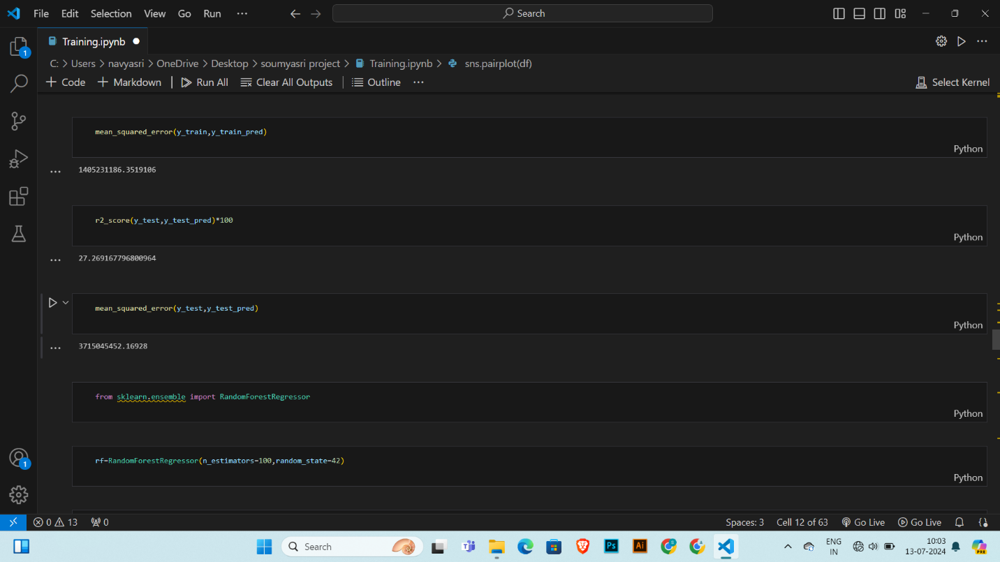 File Edit Selection View Go Run ··· Search
Training.ipynb
C: > Users > navyasri > OneDrive > Desktop > soumyasri project > Training.ipynb > sns.pairplot(df)
+ Code + Markdown | Run All Clear All Outputs | Outline ··· Select Kernel
1
mean_squared_error(y_train,y_train_pred)
Python
... 1405231186.3519106
r2_score(y_test,y_test_pred)*100
Python
... 27.269167796800964
mean_squared_error(y_test,y_test_pred)
Python
... 3715045452.16928
from sklearn.ensemble import RandomForestRegressor
Python
rf=RandomForestRegressor(n_estimators=100,random_state=42)
1
Python
0 13 0 Spaces: 3 Cell 12 of 63 Go Live Go Live
Search Ps Ai S ENG 10:03
IN 13-07-2024 PRE